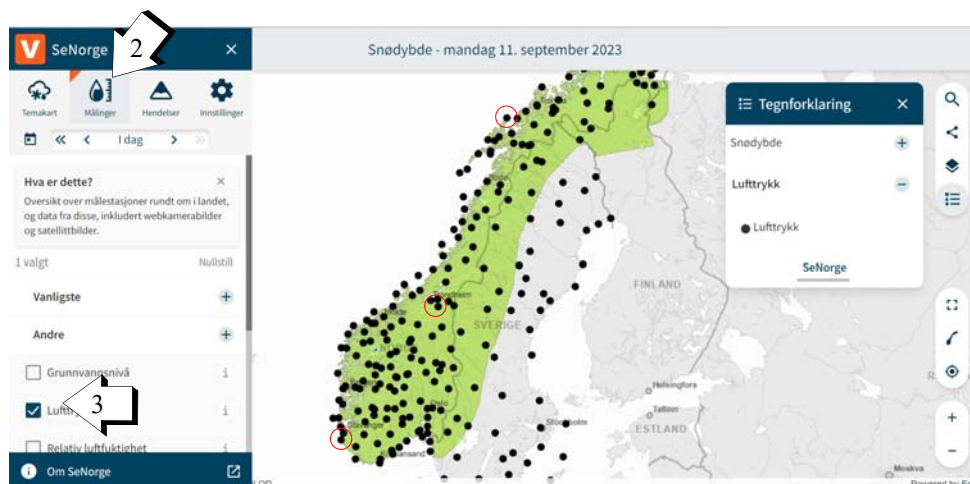 SeNorge
2
Snødybde - mandag 11. september 2023
Temakart
Målinger
Hendelser
Innstillinger
I dag
Hva er dette?
Oversikt over målestasjoner rundt om i landet,
og data fra disse, inkludert webkamerabilder
og satellittbilder.
1 valgt
Nullstill
Vanligste
Andre
Grunnvannsnivå
3
Relativ luftfuktighet
Om SeNorge
Tegnforklaring
Snødybde
Lufttrykk
Lufttrykk
SeNorge
FINLAND
SVERIGE
Helsingfors
Tallinn
ESTLAND
Oslo
Moskva